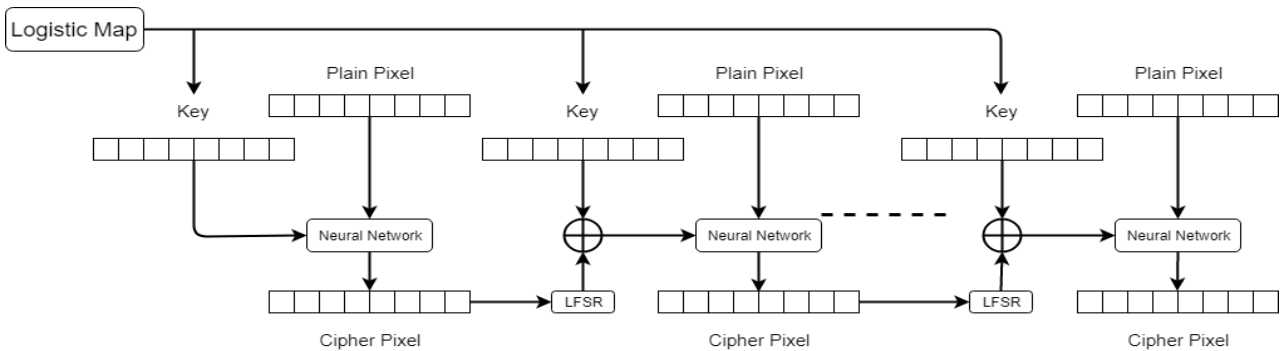 Logistic Map
Plain Pixel
Plain Pixel
Plain Pixel
Key
Key
Key
Neural Network
Neural Network
Neural Network
LFSR
LFSR
Cipher Pixel
Cipher Pixel
Cipher Pixel